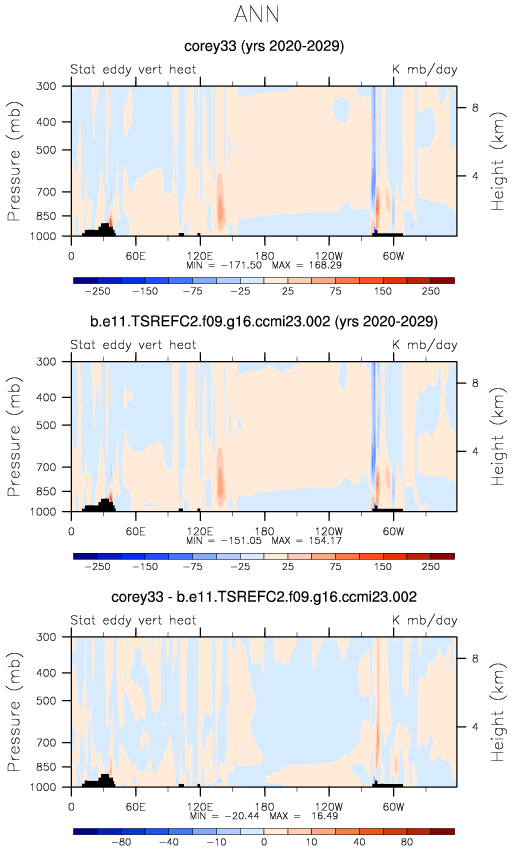 ANN
corey33 (yrs 2020-2029)
Stat eddy vert heat K mb/day
300
400
500
700
850
1000
Pressure (mb)
8
4
Height (km)
0 60E 120E 180 120W 60W
MIN = -171.50 MAX = 168.29
-250 -150 -75 -25 25 75 150 250
b.e11.TSREFC2.f09.g16.ccmi23.002 (yrs 2020-2029)
Stat eddy vert heat K mb/day
300
400
500
700
850
1000
Pressure (mb)
8
4
Height (km)
0 60E 120E 180 120W 60W
MIN = -151.05 MAX = 154.17
-250 -150 -75 -25 25 75 150 250
corey33 - b.e11.TSREFC2.f09.g16.ccmi23.002
Stat eddy vert heat K mb/day
300
400
500
700
850
1000
Pressure (mb)
8
4
Height (km)
0 60E 120E 180 120W 60W
MIN = -20.44 MAX = 16.49
-80 -40 -10 0 10 40 80